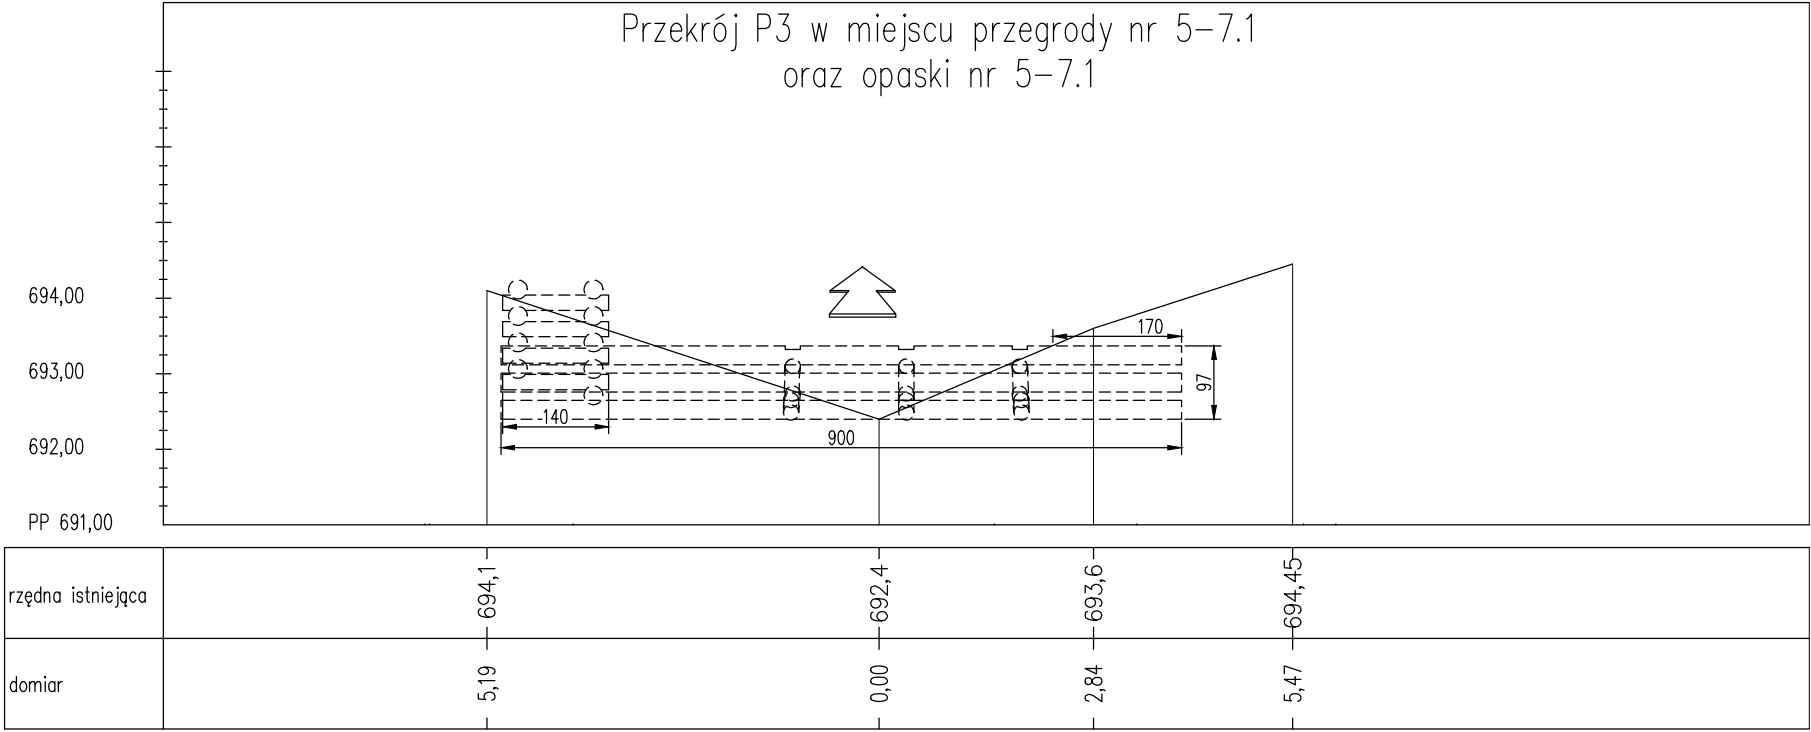 Przekrój P3 w miejscu przegrody nr 5-7.1
oraz opaski nr 5-7.1
694,00
170
693,00
97
140
900
692,00
PP 691,00
rzędna istniejąca 694,1 692,4 693,6 694,45
domiar 5,19 0,00 2,84 5,47